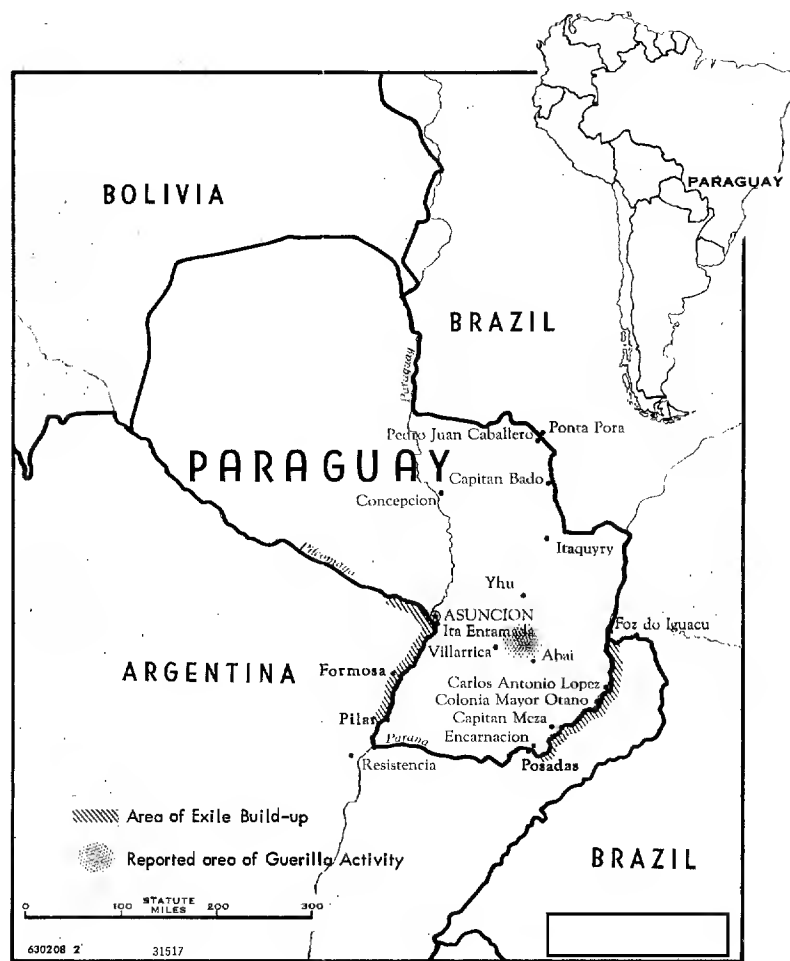 PARAGUAY
BOLIVIA
BRAZIL
Paraguay
Pedro Juan Caballero
Ponta Pora
PARAGUAY
Capitan Bado
Concepcion
Itaquyry
Pilcomayo
Yhu
ASUNCION
Ita Enramada
Foz do Iguacu
Villarrica
Abai
ARGENTINA
Formosa
Carlos Antonio Lopez
Colonia Mayor Otano
Pilar
Capitan Meza
Encarnacion
Parana
Posadas
Resistencia
Area of Exile Build-up
Reported area of Guerilla Activity
BRAZIL
0 100 STATUTE MILES 200 300
630208 2
31517